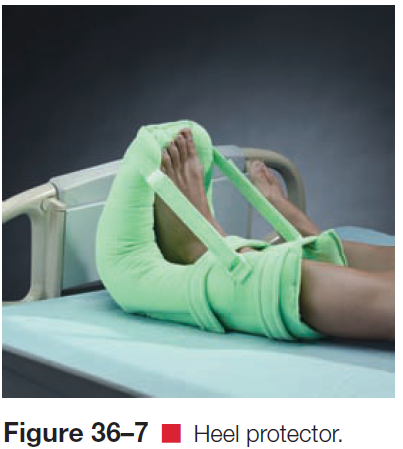 Figure 36–7 ■ Heel protector.